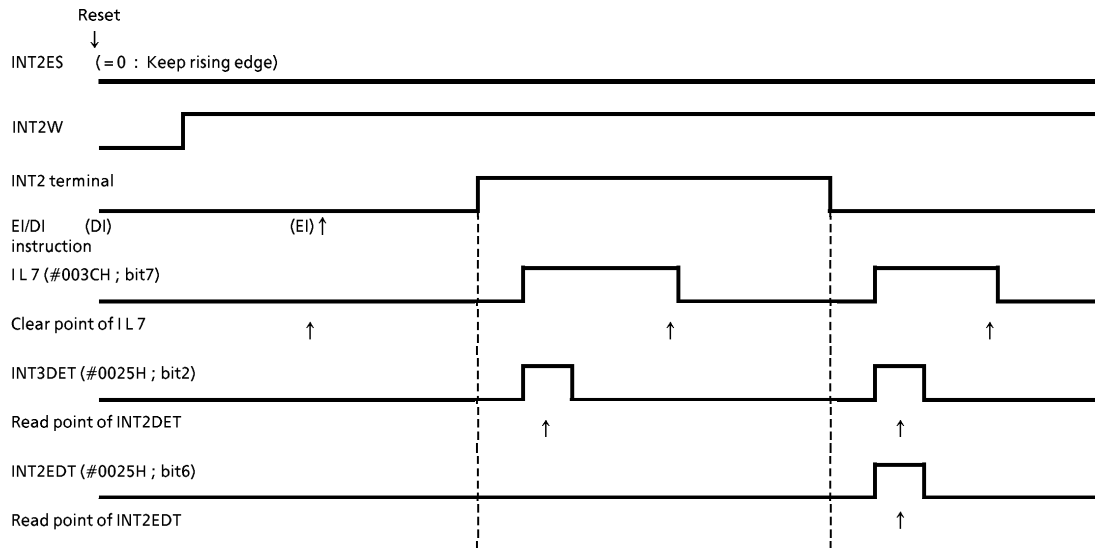 Reset
↓
INT2ES (=0 : Keep rising edge)
INT2W
INT2 terminal
EI/DI (DI) (EI) ↑
instruction
I L 7 (#003CH ; bit7)
Clear point of I L 7 ↑ ↑ ↑
INT3DET (#0025H ; bit2)
Read point of INT2DET ↑ ↑
INT2EDT (#0025H ; bit6)
Read point of INT2EDT ↑